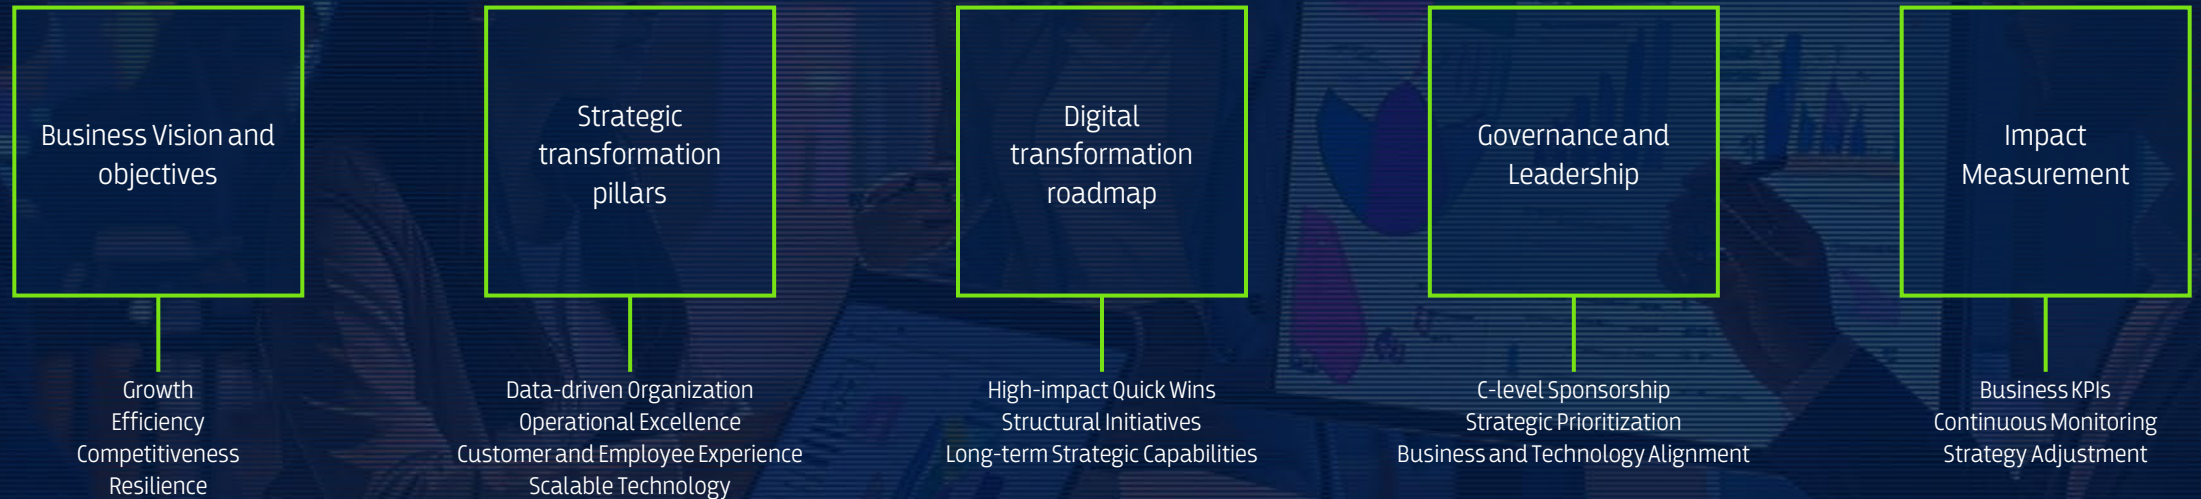 Business Vision and
objectives
Strategic
transformation
pillars
Digital
transformation
roadmap
Governance and
Leadership
Impact
Measurement
Growth
Efficiency
Competitiveness
Resilience
Data-driven Organization
Operational Excellence
Customer and Employee Experience
Scalable Technology
High-impact Quick Wins
Structural Initiatives
Long-term Strategic Capabilities
C-level Sponsorship
Strategic Prioritization
Business and Technology Alignment
Business KPIs
Continuous Monitoring
Strategy Adjustment